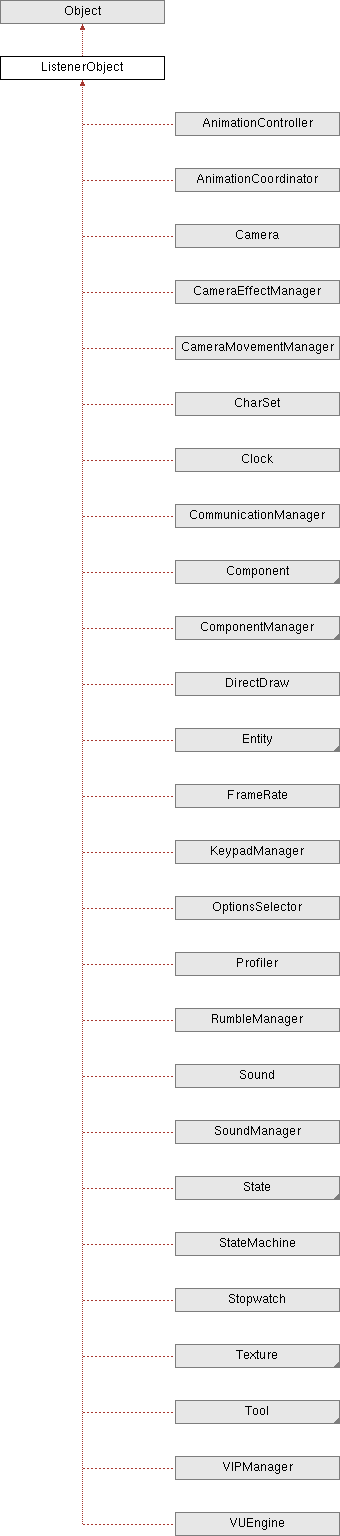 Object
ListenerObject
AnimationController
AnimationCoordinator
Camera
CameraEffectManager
CameraMovementManager
CharSet
Clock
CommunicationManager
Component
ComponentManager
DirectDraw
Entity
FrameRate
KeypadManager
OptionsSelector
Profiler
RumbleManager
Sound
SoundManager
State
StateMachine
Stopwatch
Texture
Tool
VIPManager
VUEngine